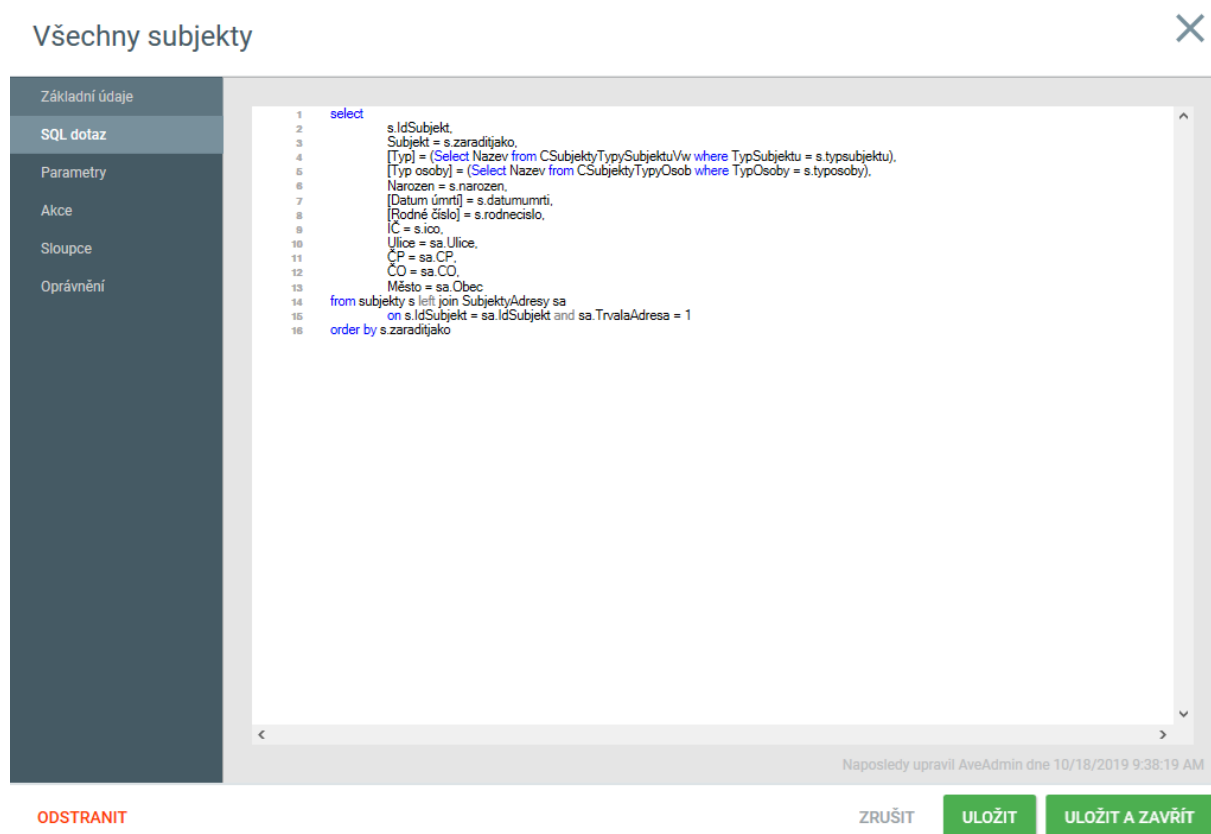 Všechny subjekty
Základní údaje
SQL dotaz
Parametry
Akce
Sloupce
Oprávnění
1 select
2 s.IdSubjekt,
3 Subjekt = s.zaraditjako,
4 [Typ] = (Select Nazev from CSubjektyTypySubjektuVw where TypSubjektu = s.typsubjektu),
5 [Typ osoby] = (Select Nazev from CSubjektyTypyOsob where TypOsoby = s.typosoby),
6 Narozen = s.narozen,
7 [Datum úmrtí] = s.datumumrti,
8 [Rodné číslo] = s.rodnecislo,
9 IČ = s.ico,
10 Ulice = sa.Ulice,
11 ČP = sa.CP,
12 ČO = sa.CO,
13 Město = sa.Obec
14 from subjekty s left join SubjektyAdresy sa
15 on s.IdSubjekt = sa.IdSubjekt and sa.TrvalaAdresa = 1
16 order by s.zaraditjako
Naposledy upravil AveAdmin dne 10/18/2019 9:38:19 AM
ODSTRANIT
ZRUŠIT
ULOŽIT
ULOŽIT A ZAVŘÍT